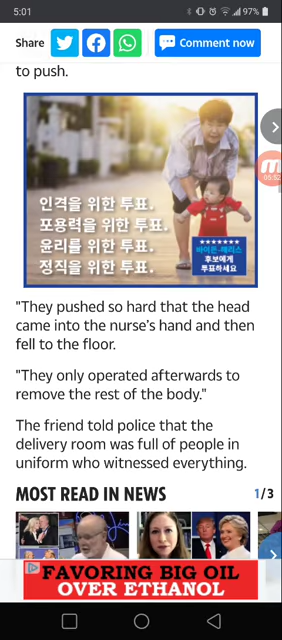 5:01
97%
Share
Comment now
to push.
인격을 위한 투표.
포용력을 위한 투표.
윤리를 위한 투표.
정직을 위한 투표.
바이든-해리스
후보에게
투표하세요
"They pushed so hard that the head
came into the nurse's hand and then
fell to the floor.
"They only operated afterwards to
remove the rest of the body."
The friend told police that the
delivery room was full of people in
uniform who witnessed everything.
MOST READ IN NEWS
1/3
FAVORING BIG OIL
OVER ETHANOL